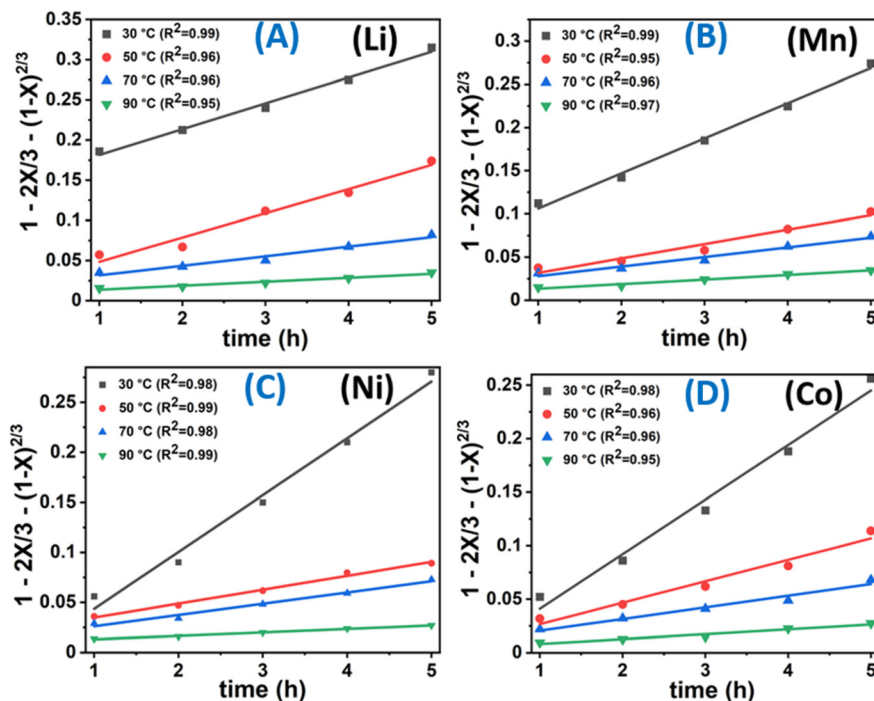 (A) (Li)
30 °C (R²=0.99)
50 °C (R²=0.96)
70 °C (R²=0.96)
90 °C (R²=0.95)
1 - 2X/3 - (1-X)^2/3
0.35
0.3
0.25
0.2
0.15
0.1
0.05
0
1 2 3 4 5
time (h)
(B) (Mn)
30 °C (R²=0.99)
50 °C (R²=0.95)
70 °C (R²=0.96)
90 °C (R²=0.97)
1 - 2X/3 - (1-X)^2/3
0.3
0.25
0.2
0.15
0.1
0.05
0
1 2 3 4 5
time (h)
(C) (Ni)
30 °C (R²=0.98)
50 °C (R²=0.99)
70 °C (R²=0.98)
90 °C (R²=0.99)
1 - 2X/3 - (1-X)^2/3
0.25
0.2
0.15
0.1
0.05
0
1 2 3 4 5
time (h)
(D) (Co)
30 °C (R²=0.98)
50 °C (R²=0.96)
70 °C (R²=0.96)
90 °C (R²=0.95)
1 - 2X/3 - (1-X)^2/3
0.25
0.2
0.15
0.1
0.05
0
1 2 3 4 5
time (h)